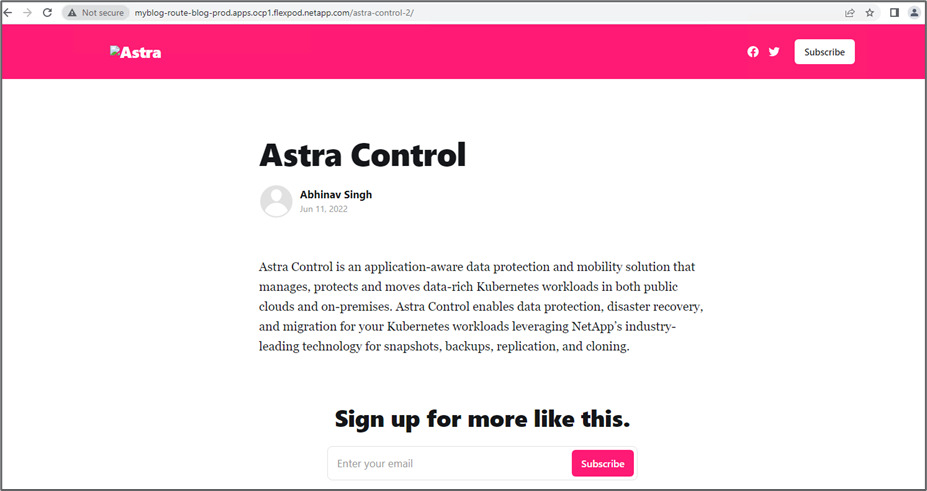 Not secure
myblog-route-blog-prod.apps.ocp1.flexpod.netapp.com/astra-control-2/
Astra
Subscribe
Astra Control
Abhinav Singh
Jun 11, 2022
Astra Control is an application-aware data protection and mobility solution that
manages, protects and moves data-rich Kubernetes workloads in both public
clouds and on-premises. Astra Control enables data protection, disaster recovery,
and migration for your Kubernetes workloads leveraging NetApp’s industry-
leading technology for snapshots, backups, replication, and cloning.
Sign up for more like this.
Enter your email
Subscribe